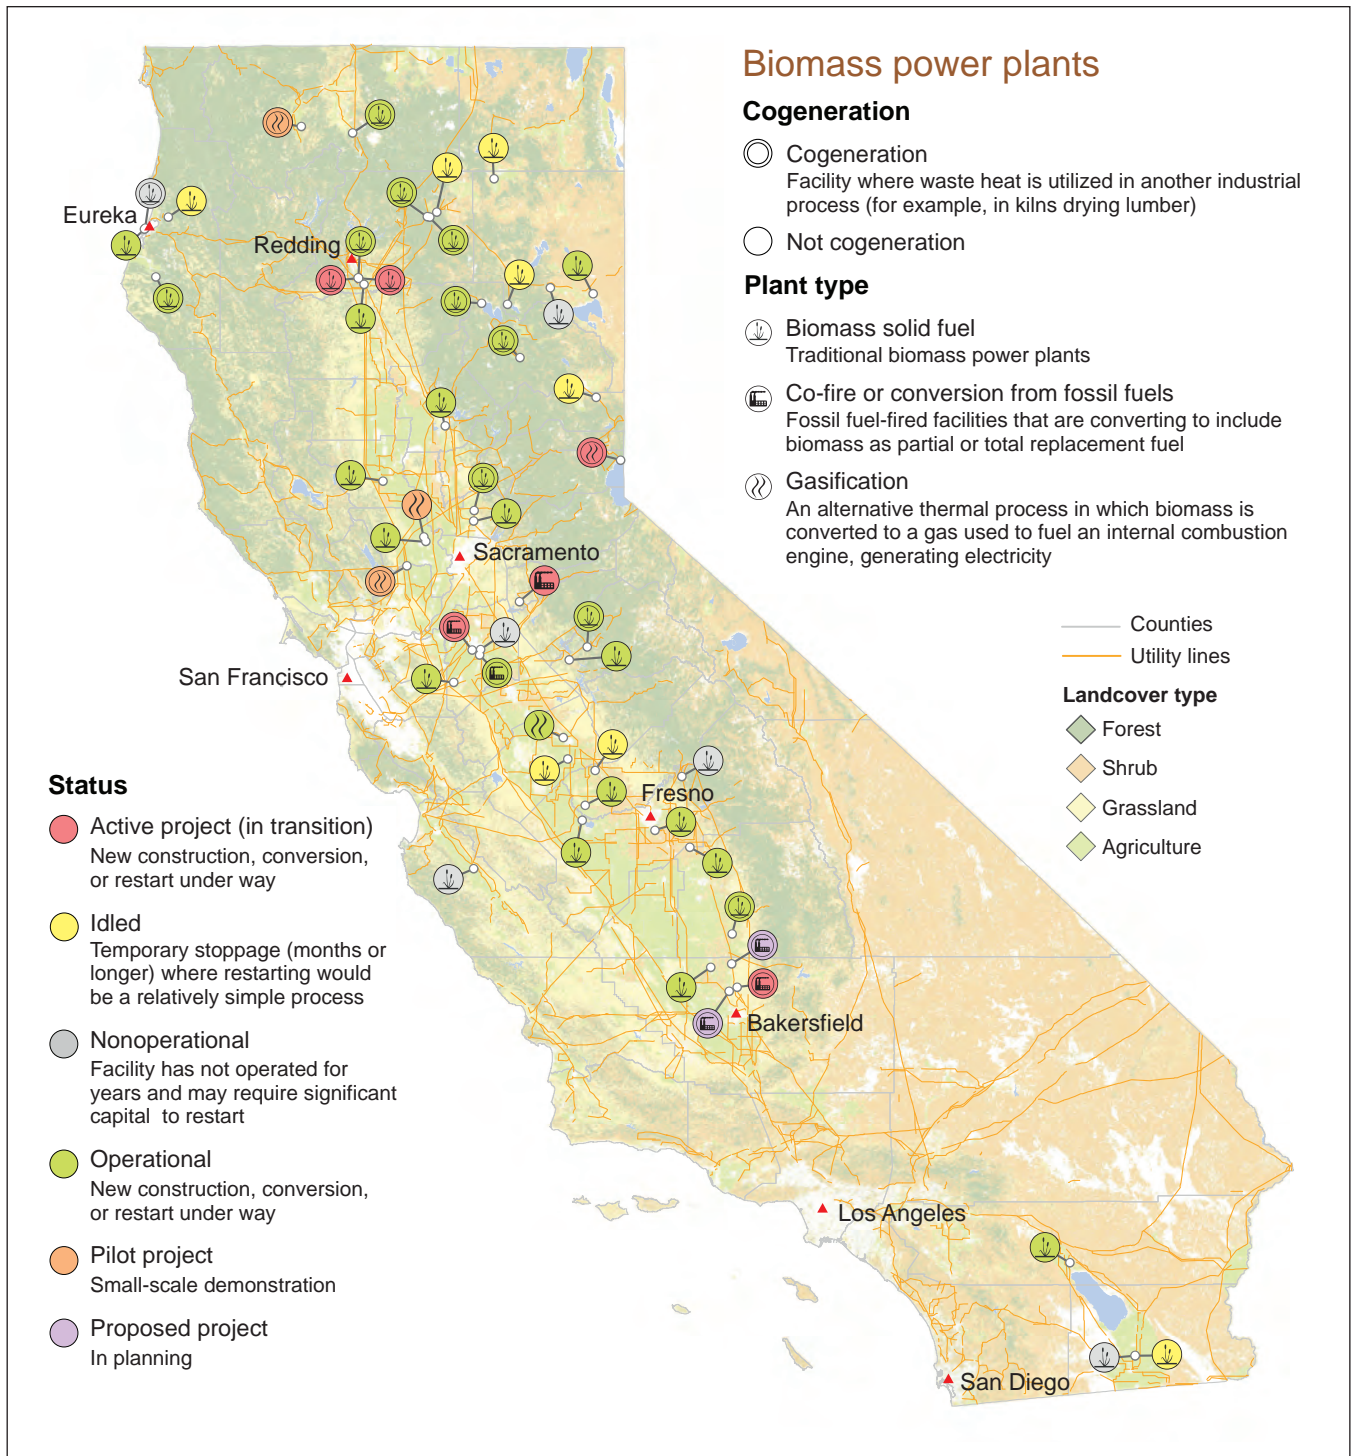 Biomass power plants
Cogeneration
Cogeneration
Facility where waste heat is utilized in another industrial
process (for example, in kilns drying lumber)
Not cogeneration
Plant type
Biomass solid fuel
Traditional biomass power plants
Co-fire or conversion from fossil fuels
Fossil fuel-fired facilities that are converting to include
biomass as partial or total replacement fuel
Gasification
An alternative thermal process in which biomass is
converted to a gas used to fuel an internal combustion
engine, generating electricity
Counties
Utility lines
Landcover type
Forest
Shrub
Grassland
Agriculture
Eureka
Redding
Sacramento
San Francisco
Fresno
Bakersfield
Los Angeles
San Diego
Status
Active project (in transition)
New construction, conversion,
or restart under way
Idled
Temporary stoppage (months or
longer) where restarting would
be a relatively simple process
Nonoperational
Facility has not operated for
years and may require significant
capital to restart
Operational
New construction, conversion,
or restart under way
Pilot project
Small-scale demonstration
Proposed project
In planning